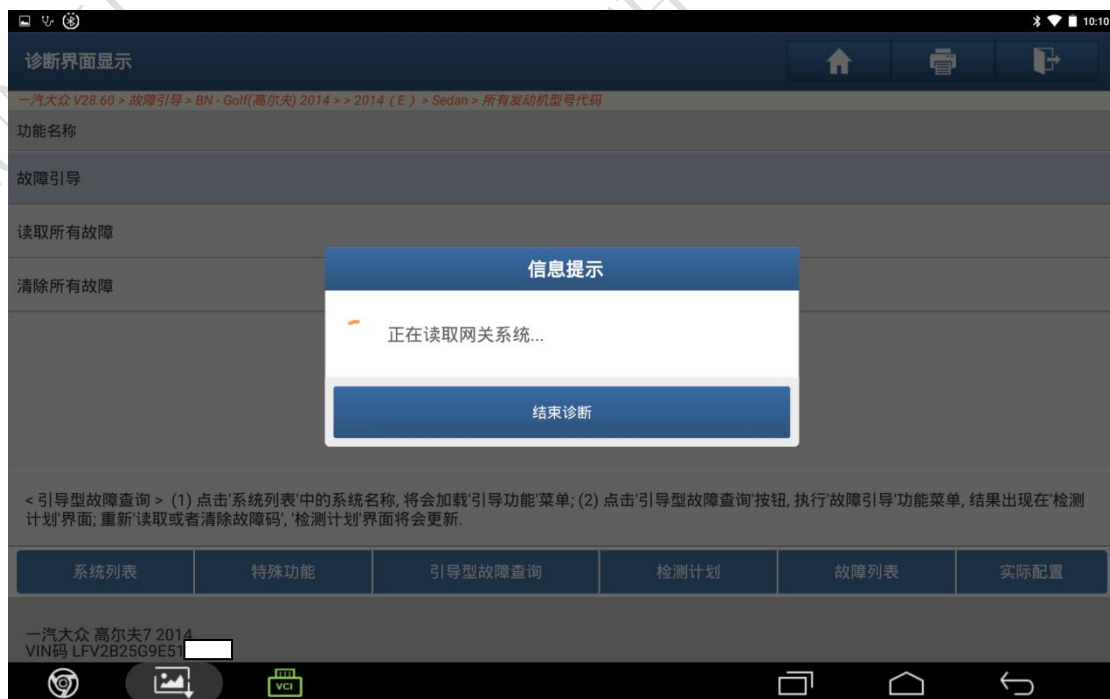 10:10
诊断界面显示
一汽大众 V28.60 > 故障引导 > BN - Golf(高尔夫) 2014 > > 2014 ( E ) > Sedan > 所有发动机型号代码
功能名称
故障引导
读取所有故障
清除所有故障
信息提示
正在读取网关系统...
结束诊断
< 引导型故障查询 > (1) 点击'系统列表'中的系统名称, 将会加载'引导功能'菜单; (2) 点击'引导型故障查询'按钮, 执行'故障引导'功能菜单, 结果出现在'检测
计划'界面; 重新'读取或者清除故障码', '检测计划'界面将会更新.
系统列表 特殊功能 引导型故障查询 检测计划 故障列表 实际配置
一汽大众 高尔夫7 2014
VIN码 LFV2B25G9E51
VCI